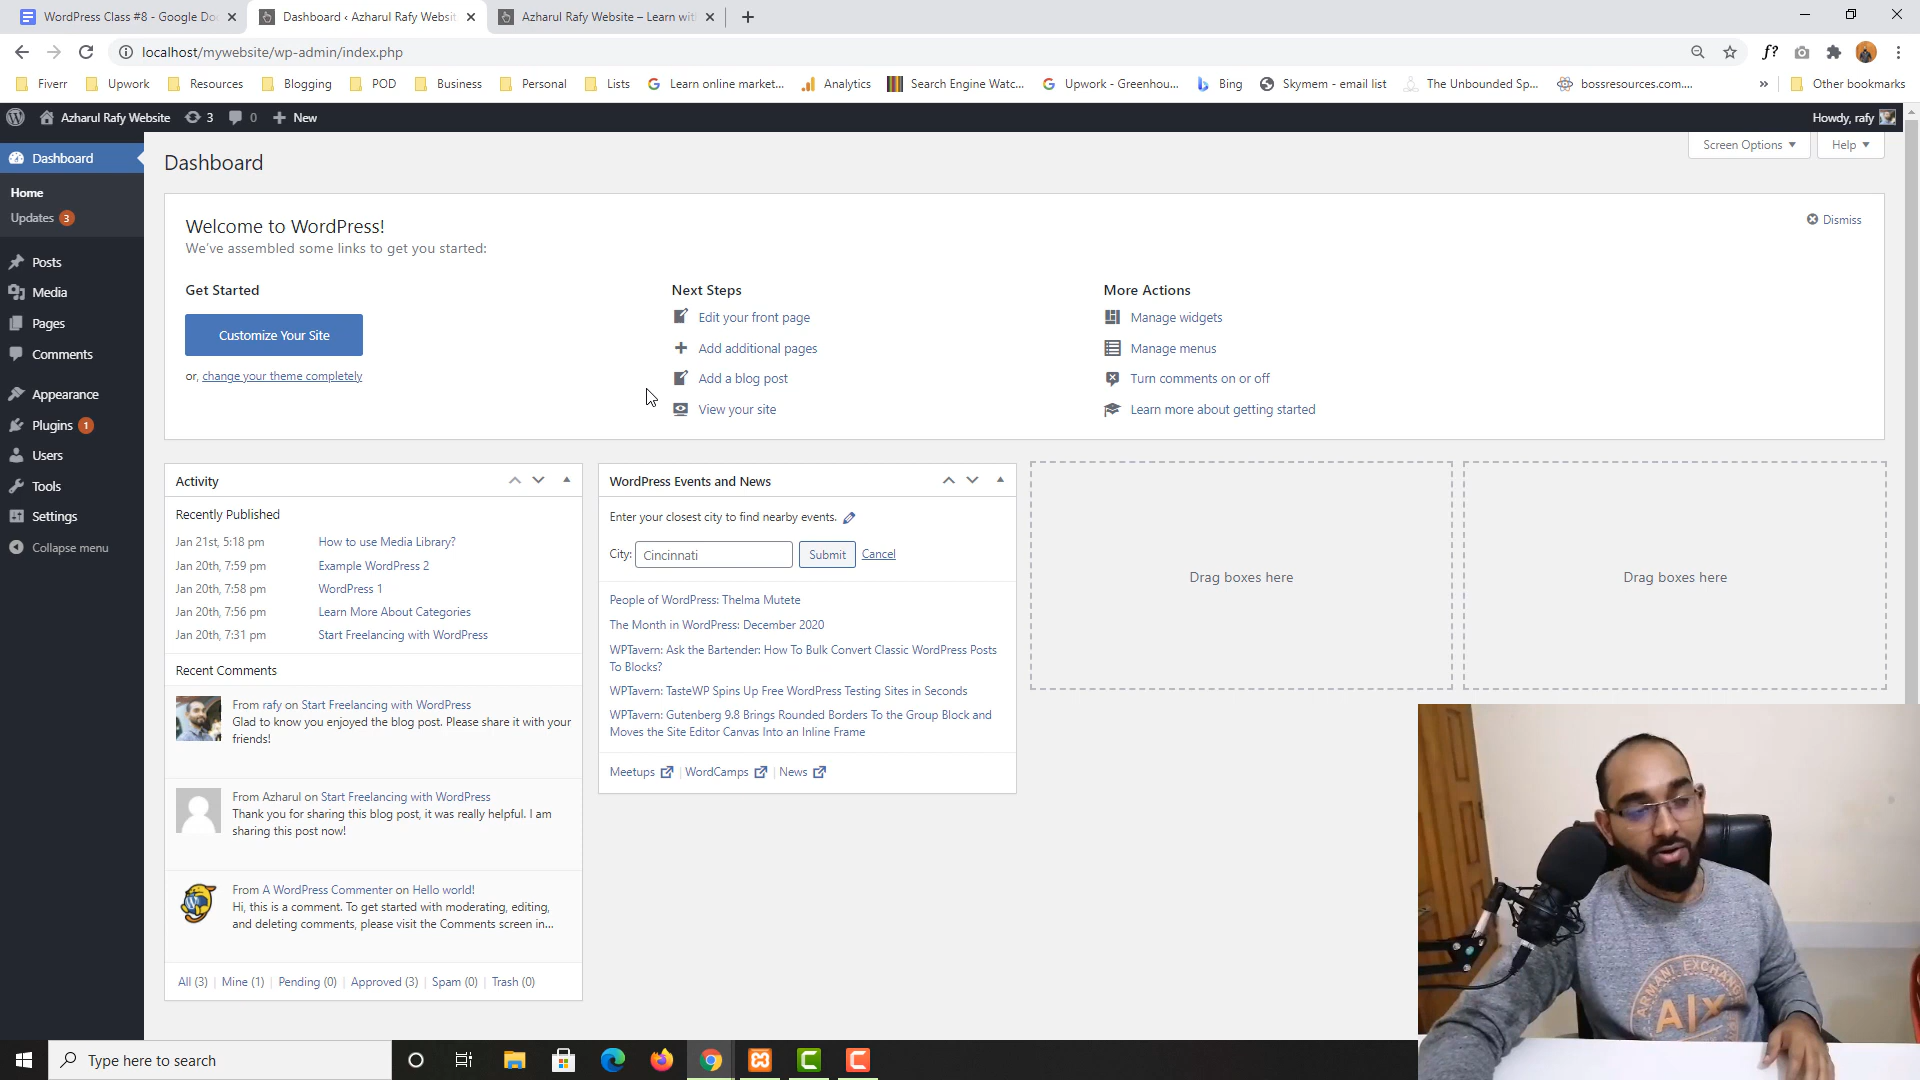 WordPress Class #8 - Google Do
Dashboard ‹ Azharul Rafy Websit
Azharul Rafy Website – Learn wit
localhost/mywebsite/wp-admin/index.php
Fiverr
Upwork
Resources
Blogging
POD
Business
Personal
Lists
Learn online market...
Analytics
Search Engine Watc...
Upwork - Greenhou...
Bing
Skymem - email list
The Unbounded Sp...
bossresources.com....
Other bookmarks
Azharul Rafy Website
3
0
New
Howdy, rafy
Dashboard
Home
Updates 3
Posts
Media
Pages
Comments
Appearance
Plugins 1
Users
Tools
Settings
Collapse menu
Dashboard
Screen Options
Help
Welcome to WordPress!
We've assembled some links to get you started:
Dismiss
Get Started
Customize Your Site
or, change your theme completely
Next Steps
Edit your front page
Add additional pages
Add a blog post
View your site
More Actions
Manage widgets
Manage menus
Turn comments on or off
Learn more about getting started
Activity
Recently Published
Jan 21st, 5:18 pm How to use Media Library?
Jan 20th, 7:59 pm Example WordPress 2
Jan 20th, 7:58 pm WordPress 1
Jan 20th, 7:56 pm Learn More About Categories
Jan 20th, 7:31 pm Start Freelancing with WordPress
Recent Comments
From rafy on Start Freelancing with WordPress
Glad to know you enjoyed the blog post. Please share it with your
friends!
From Azharul on Start Freelancing with WordPress
Thank you for sharing this blog post, it was really helpful. I am
sharing this post now!
From A WordPress Commenter on Hello world!
Hi, this is a comment. To get started with moderating, editing,
and deleting comments, please visit the Comments screen in...
All (3) | Mine (1) | Pending (0) | Approved (3) | Spam (0) | Trash (0)
WordPress Events and News
Enter your closest city to find nearby events.
City: Cincinnati Submit Cancel
People of WordPress: Thelma Mutete
The Month in WordPress: December 2020
WPTavern: Ask the Bartender: How To Bulk Convert Classic WordPress Posts
To Blocks?
WPTavern: TasteWP Spins Up Free WordPress Testing Sites in Seconds
WPTavern: Gutenberg 9.8 Brings Rounded Borders To the Group Block and
Moves the Site Editor Canvas Into an Inline Frame
Meetups | WordCamps | News
Drag boxes here
Drag boxes here
ARMANI EXCHANGE
A|X
Type here to search